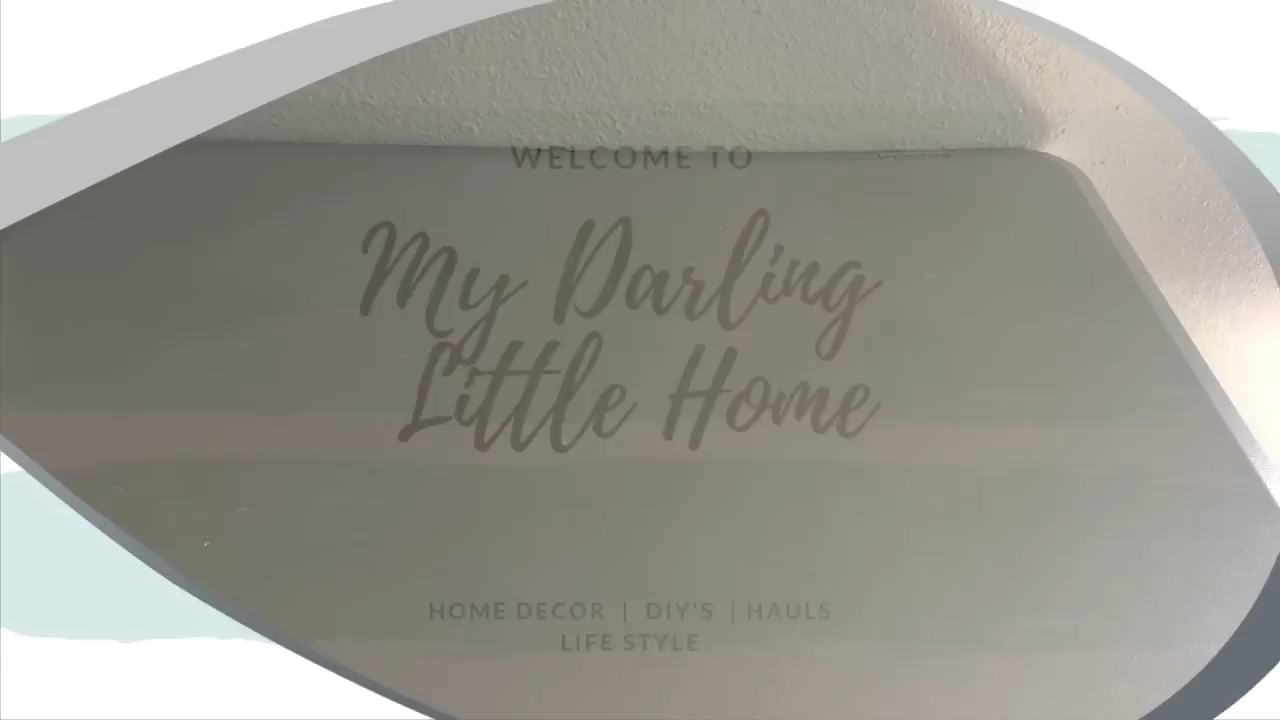 WELCOME TO
My Darling
Little Home
HOME DECOR | DIY'S | HAULS
LIFE STYLE